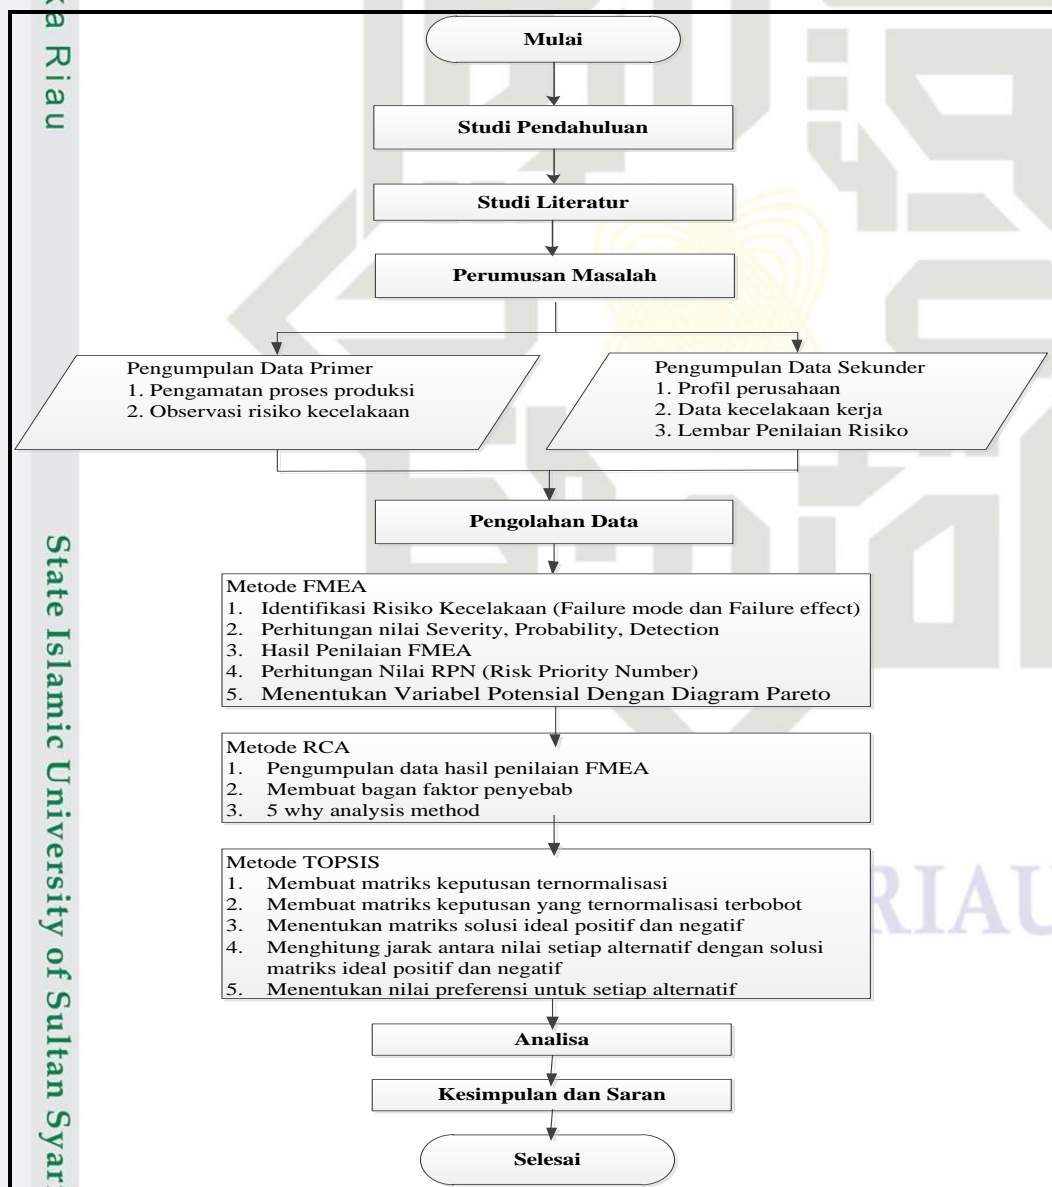 Mulai
Studi Pendahuluan
Studi Literatur
Perumusan Masalah
Pengumpulan Data Primer
1. Pengamatan proses produksi
2. Observasi risiko kecelakaan
Pengumpulan Data Sekunder
1. Profil perusahaan
2. Data kecelakaan kerja
3. Lembar Penilaian Risiko
Pengolahan Data
Metode FMEA
1. Identifikasi Risiko Kecelakaan (Failure mode dan Failure effect)
2. Perhitungan nilai Severity, Probability, Detection
3. Hasil Penilaian FMEA
4. Perhitungan Nilai RPN (Risk Priority Number)
5. Menentukan Variabel Potensial Dengan Diagram Pareto
Metode RCA
1. Pengumpulan data hasil penilaian FMEA
2. Membuat bagan faktor penyebab
3. 5 why analysis method
Metode TOPSIS
1. Membuat matriks keputusan ternormalisasi
2. Membuat matriks keputusan yang ternormalisasi terbobot
3. Menentukan matriks solusi ideal positif dan negatif
4. Menghitung jarak antara nilai setiap alternatif dengan solusi
matriks ideal positif dan negatif
5. Menentukan nilai preferensi untuk setiap alternatif
Analisa
Kesimpulan dan Saran
Selesai
ka Riau
State Islamic University of Sultan Syari
RIAU